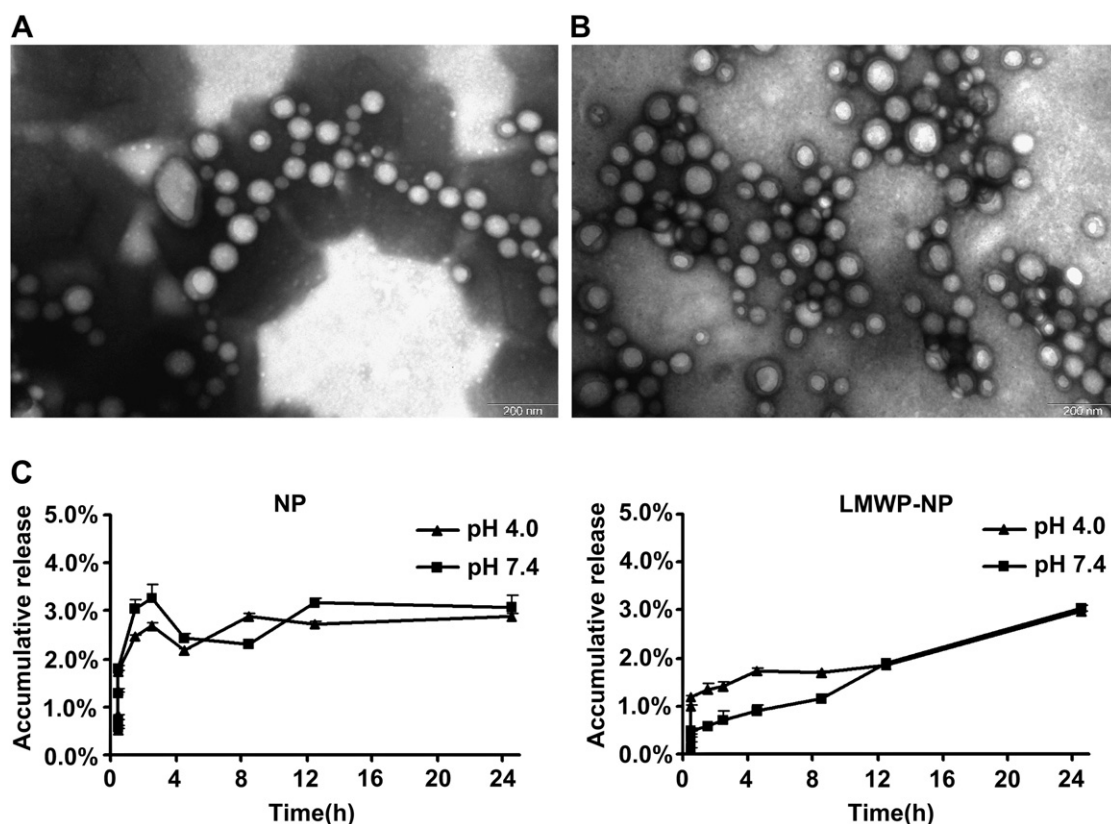 A
B
200 nm
200 nm
C
NP
5.0%
4.0%
3.0%
2.0%
1.0%
0.0%
Accumulative release
pH 4.0
pH 7.4
0 4 8 12 16 20 24
Time(h)
LMWP-NP
5.0%
4.0%
3.0%
2.0%
1.0%
0.0%
Accumulative release
pH 4.0
pH 7.4
0 4 8 12 16 20 24
Time(h)